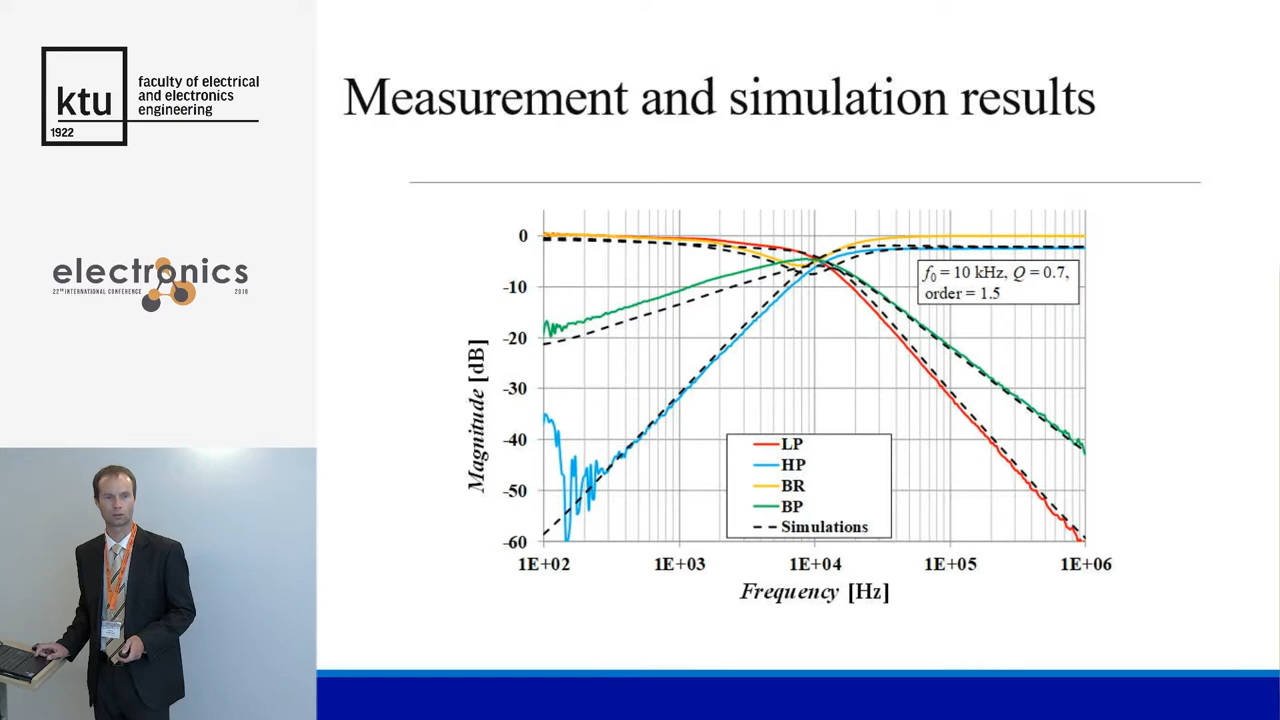 ktu
1922
faculty of electrical
and electronics
engineering
electronics
22ND INTERNATIONAL CONFERENCE 2018
Measurement and simulation results
0
-10
-20
-30
-40
-50
-60
Magnitude [dB]
f0 = 10 kHz, Q = 0.7,
order = 1.5
LP
HP
BR
BP
Simulations
1E+02 1E+03 1E+04 1E+05 1E+06
Frequency [Hz]